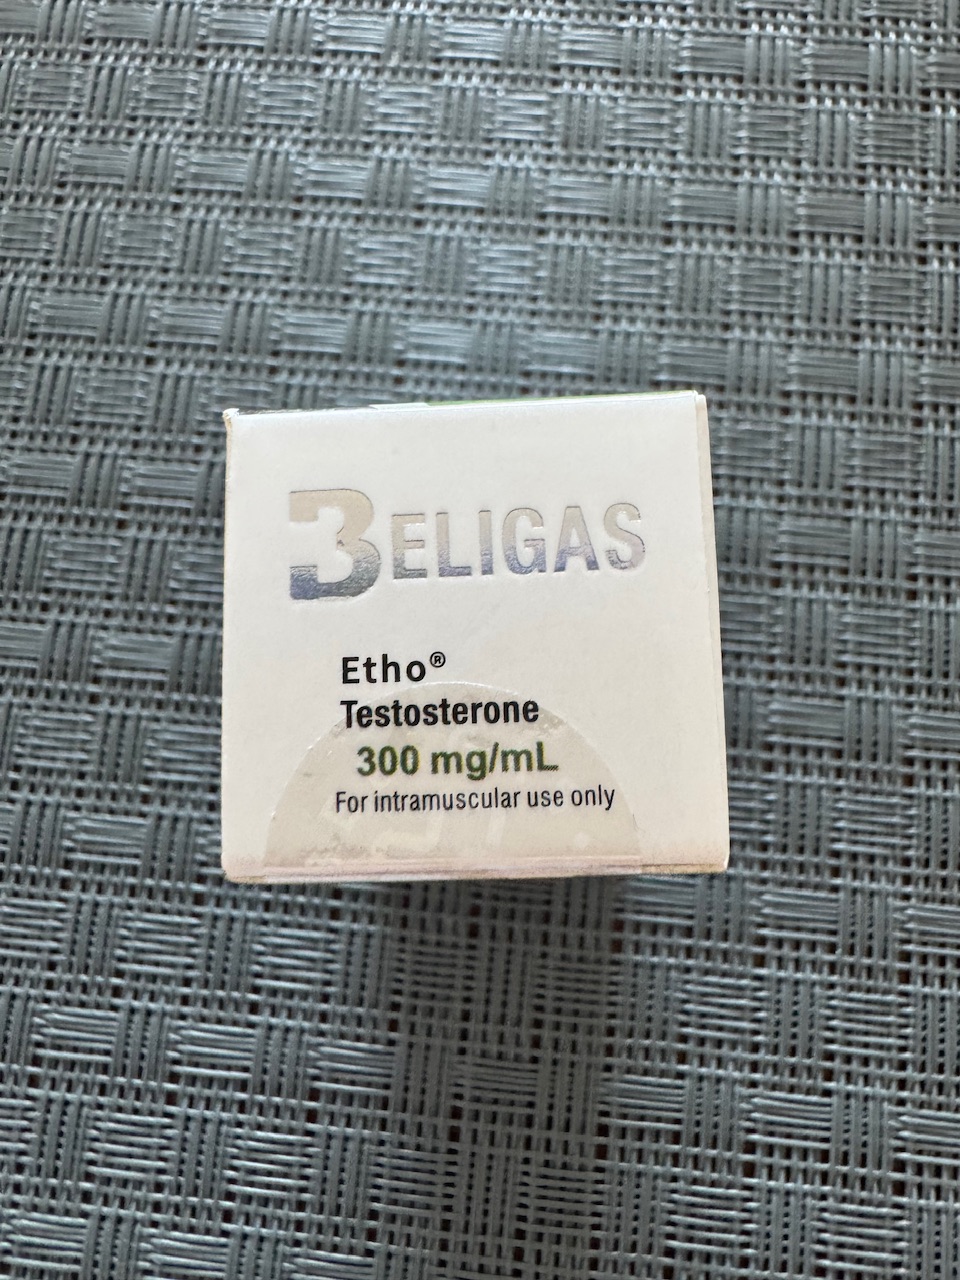 BELIGAS
Etho®
Testosterone
300 mg/mL
For intramuscular use only